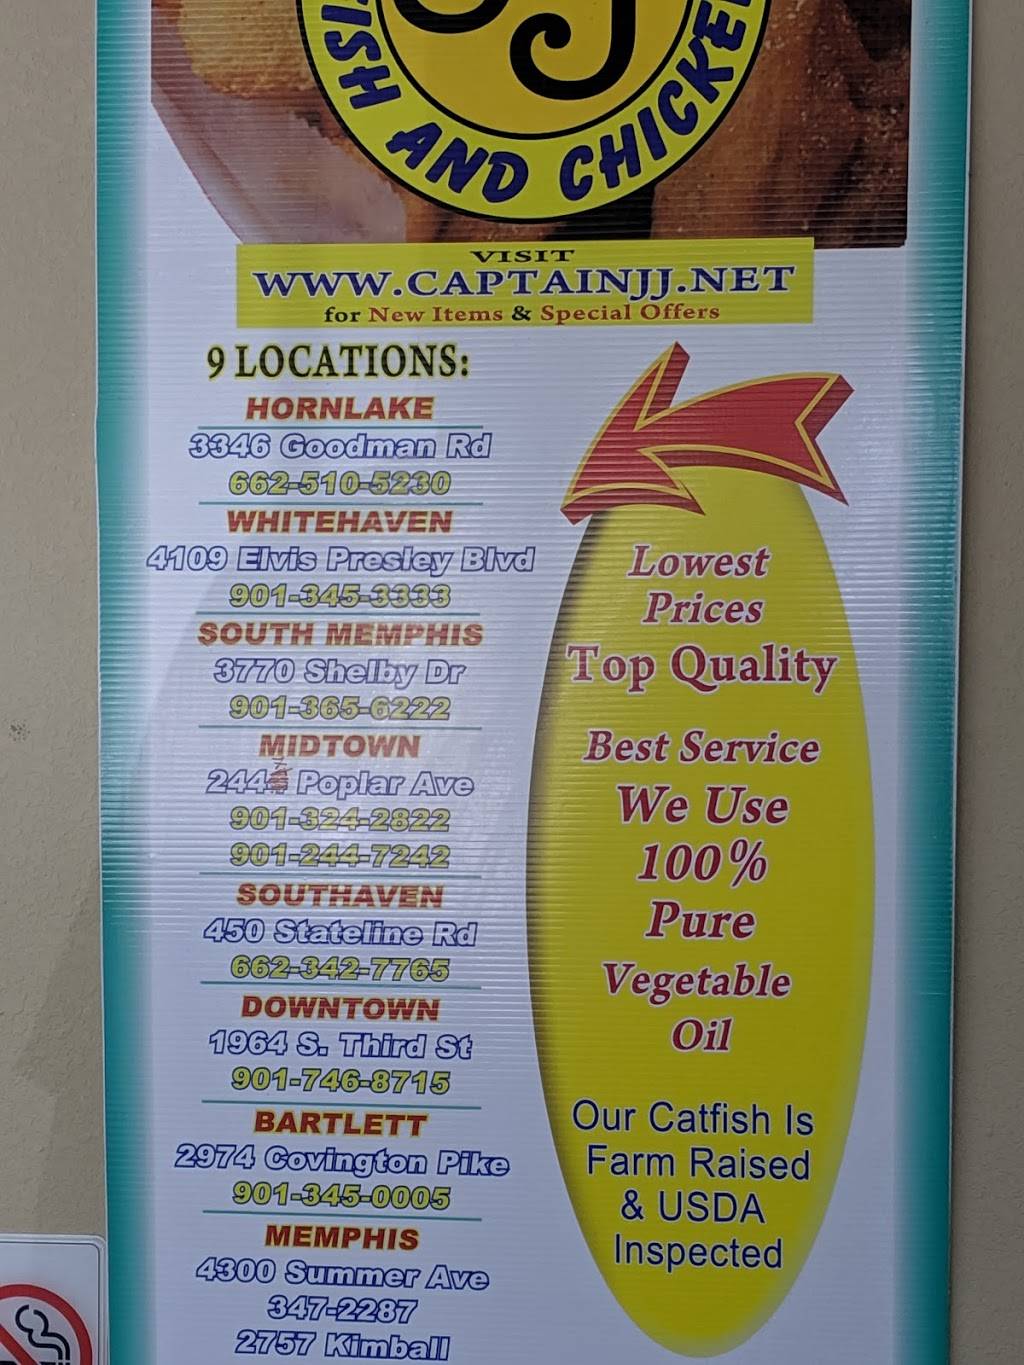 FISH AND CHICKEN
VISIT
WWW.CAPTAINJJ.NET
for New Items & Special Offers
9 LOCATIONS:
HORNLAKE
3346 Goodman Rd
662-510-5230
WHITEHAVEN
4109 Elvis Presley Blvd
901-345-3333
SOUTH MEMPHIS
3770 Shelby Dr
901-365-6222
MIDTOWN
244 Poplar Ave
901-324-2822
901-244-7242
SOUTHAVEN
450 Stateline Rd
662-342-7765
DOWNTOWN
1964 S. Third St
901-746-8715
BARTLETT
2974 Covington Pike
901-345-0005
MEMPHIS
4300 Summer Ave
347-2287
2757 Kimball
Lowest
Prices
Top Quality
Best Service
We Use
100%
Pure
Vegetable
Oil
Our Catfish Is
Farm Raised
& USDA
Inspected